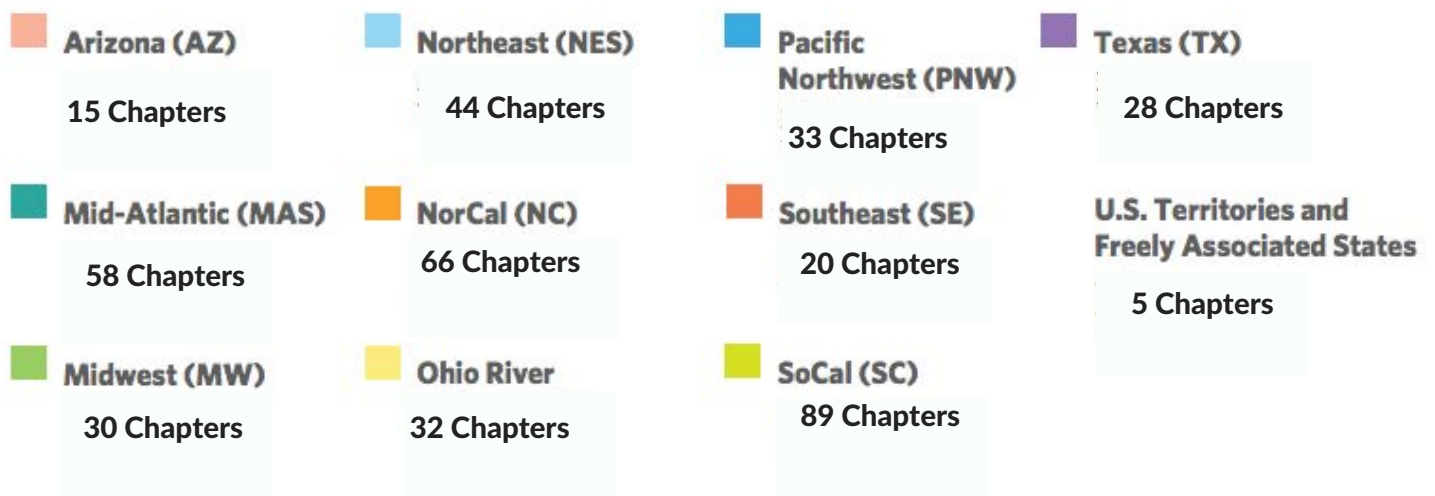 Arizona (AZ)
15 Chapters
Mid-Atlantic (MAS)
58 Chapters
Midwest (MW)
30 Chapters
Northeast (NES)
44 Chapters
NorCal (NC)
66 Chapters
Ohio River
32 Chapters
Pacific
Northwest (PNW)
33 Chapters
Southeast (SE)
20 Chapters
SoCal (SC)
89 Chapters
Texas (TX)
28 Chapters
U.S. Territories and
Freely Associated States
5 Chapters